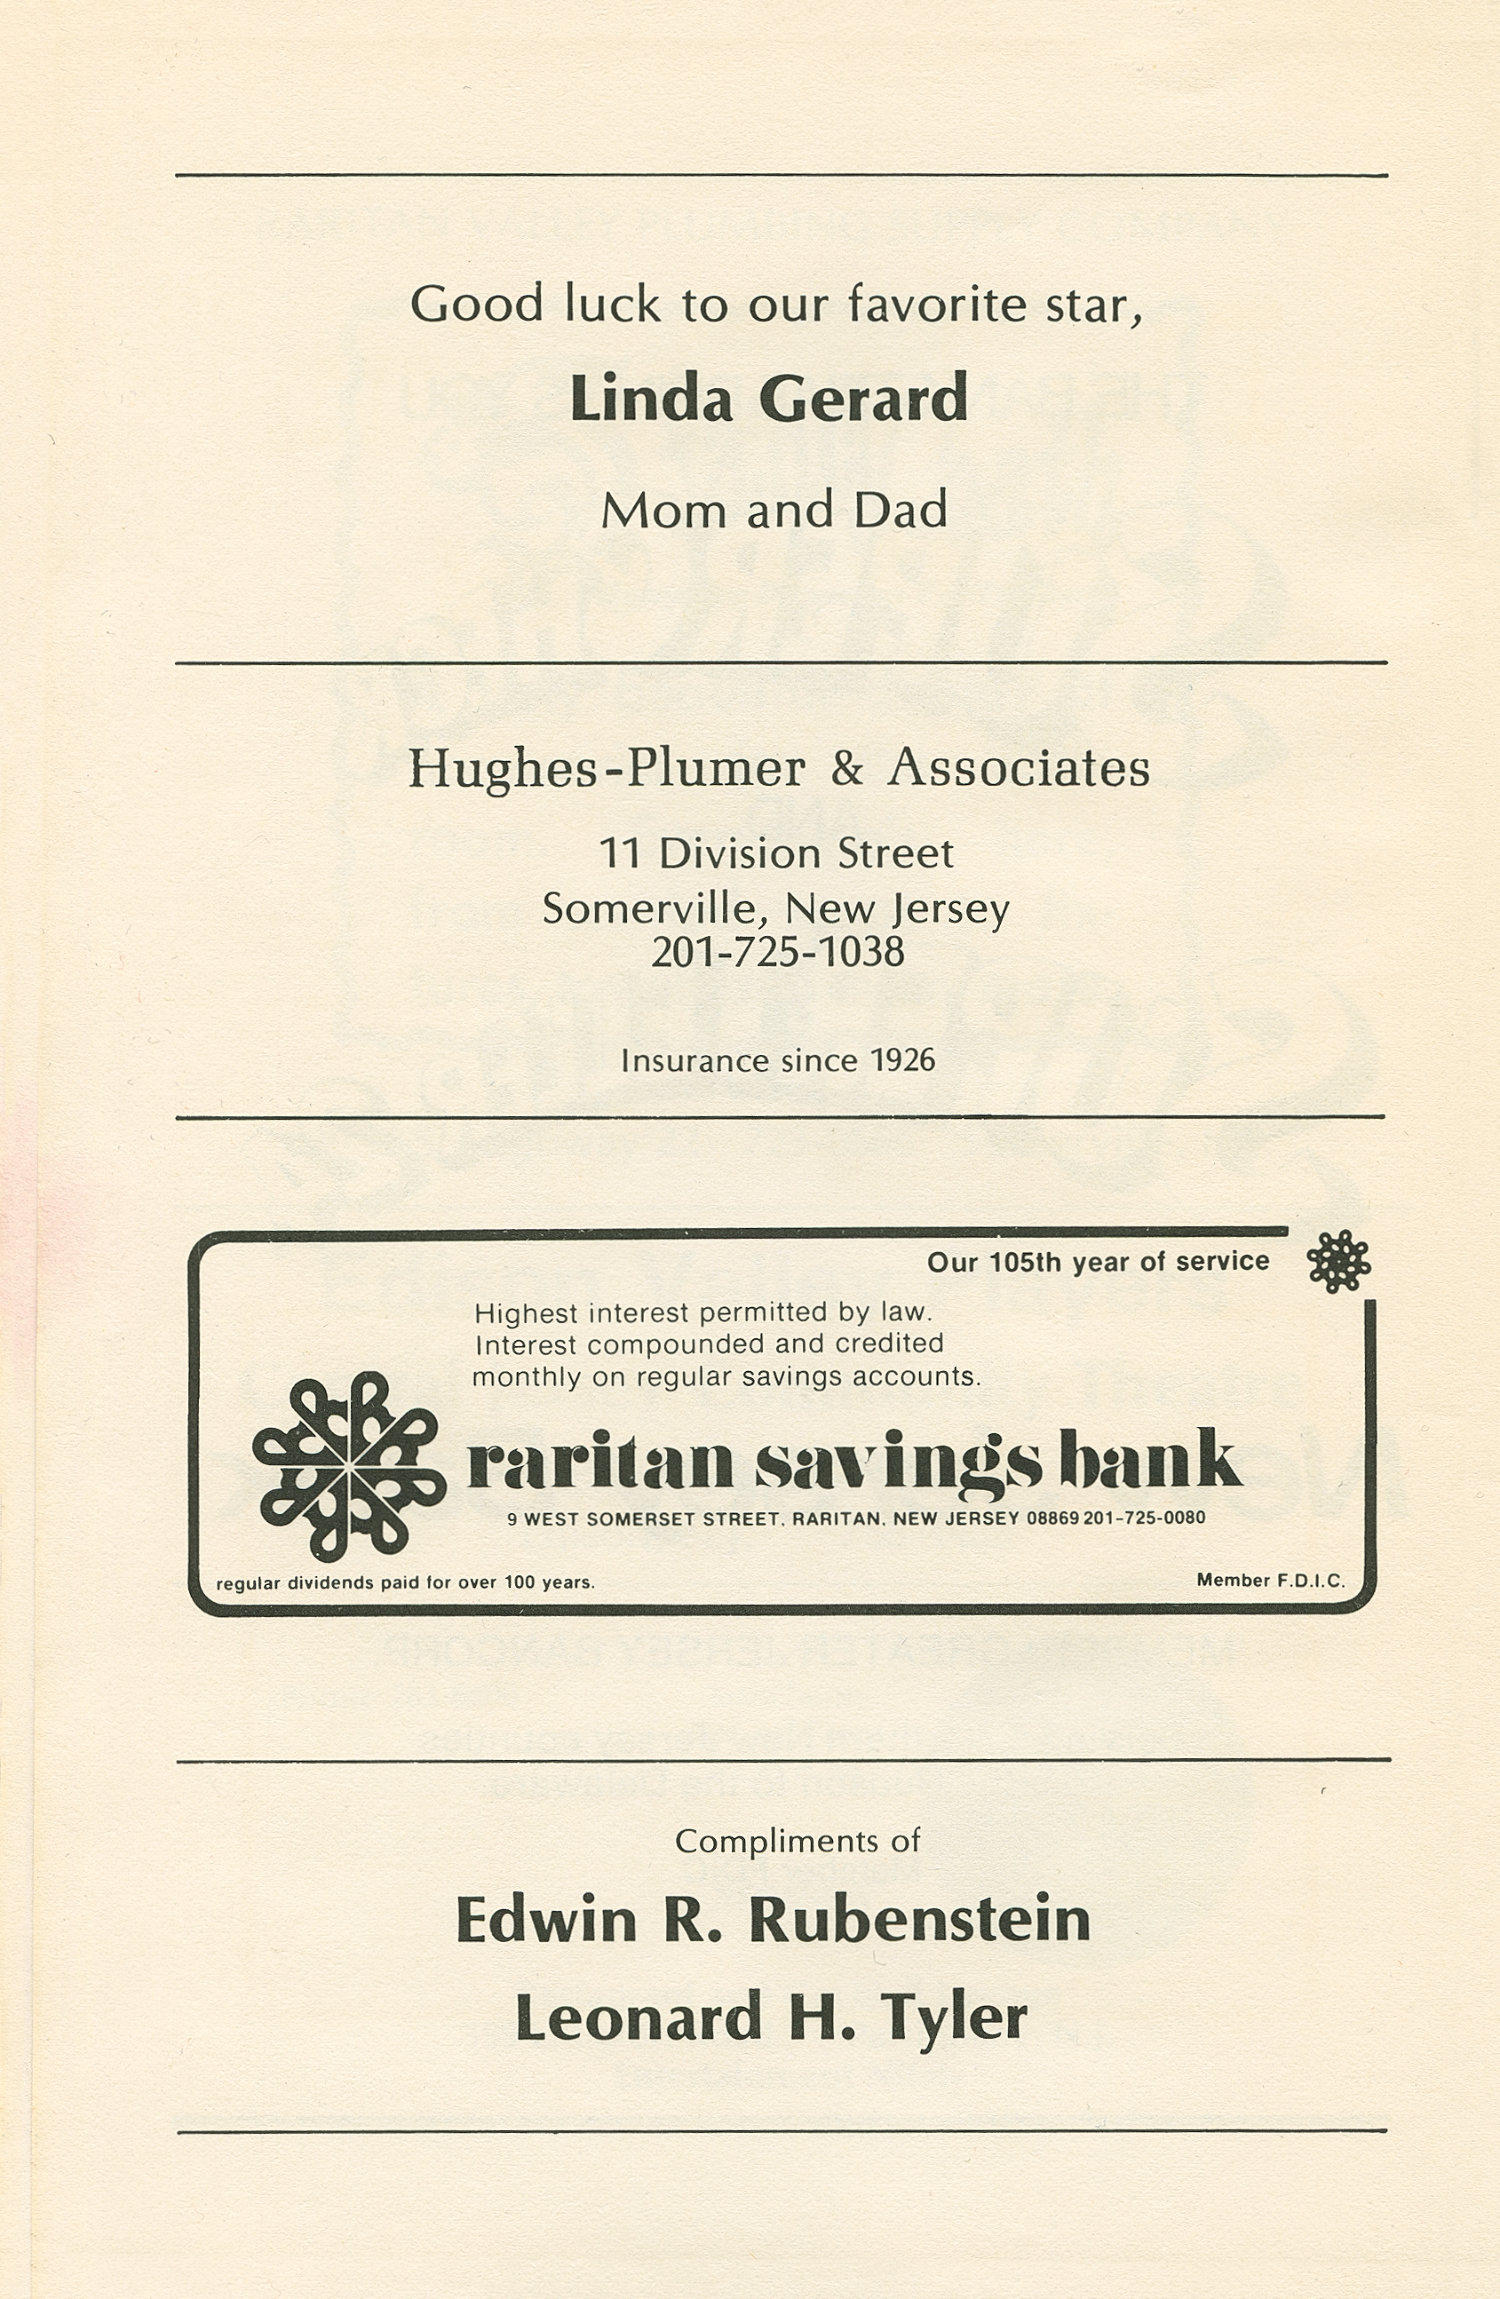 Good luck to our favorite star,
Linda Gerard
Mom and Dad
Hughes-Plumer & Associates
11 Division Street
Somerville, New Jersey
201-725-1038
Insurance since 1926
Our 105th year of service
Highest interest permitted by law.
Interest compounded and credited
monthly on regular savings accounts.
raritan savings bank
9 WEST SOMERSET STREET, RARITAN, NEW JERSEY 08869 201-725-0080
regular dividends paid for over 100 years.
Member F.D.I.C.
Compliments of
Edwin R. Rubenstein
Leonard H. Tyler